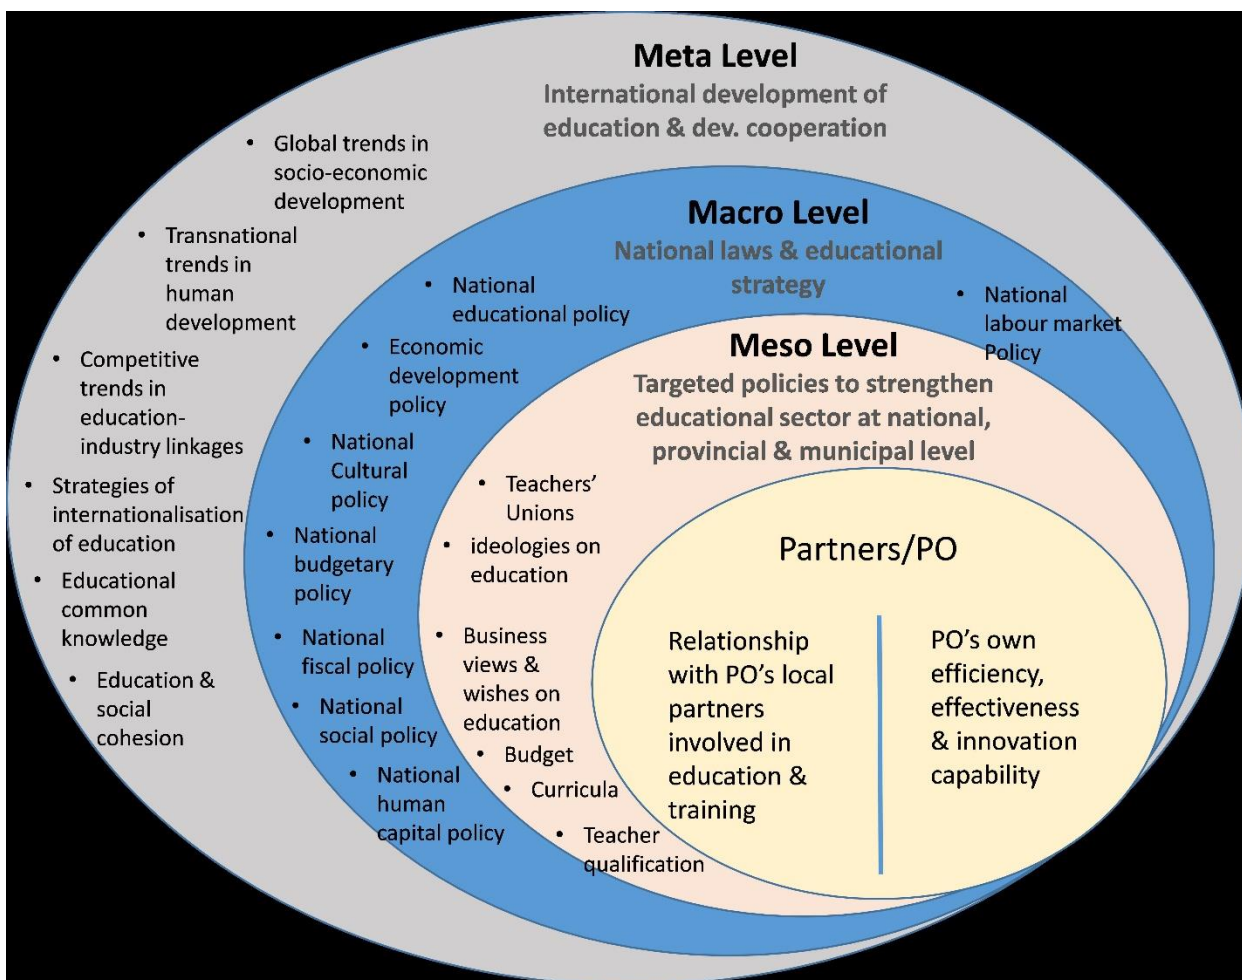 Meta Level
International development of
education & dev. cooperation
• Global trends in
socio-economic
development
• Transnational
trends in
human
development
• Competitive
trends in
education-
industry linkages
• Strategies of
internationalisation
of education
• Educational
common
knowledge
• Education &
social
cohesion
Macro Level
National laws & educational
strategy
• National
educational policy
• Economic
development
policy
• National
Cultural
policy
• National
budgetary
policy
• National
fiscal policy
• National
social policy
• National
human
capital policy
• National
labour market
Policy
Meso Level
Targeted policies to strengthen
educational sector at national,
provincial & municipal level
• Teachers’
Unions
• ideologies on
education
• Business
views &
wishes on
education
• Budget
• Curricula
• Teacher
qualification
Partners/PO
Relationship
with PO’s local
partners
involved in
education &
training
PO’s own
efficiency,
effectiveness
& innovation
capability